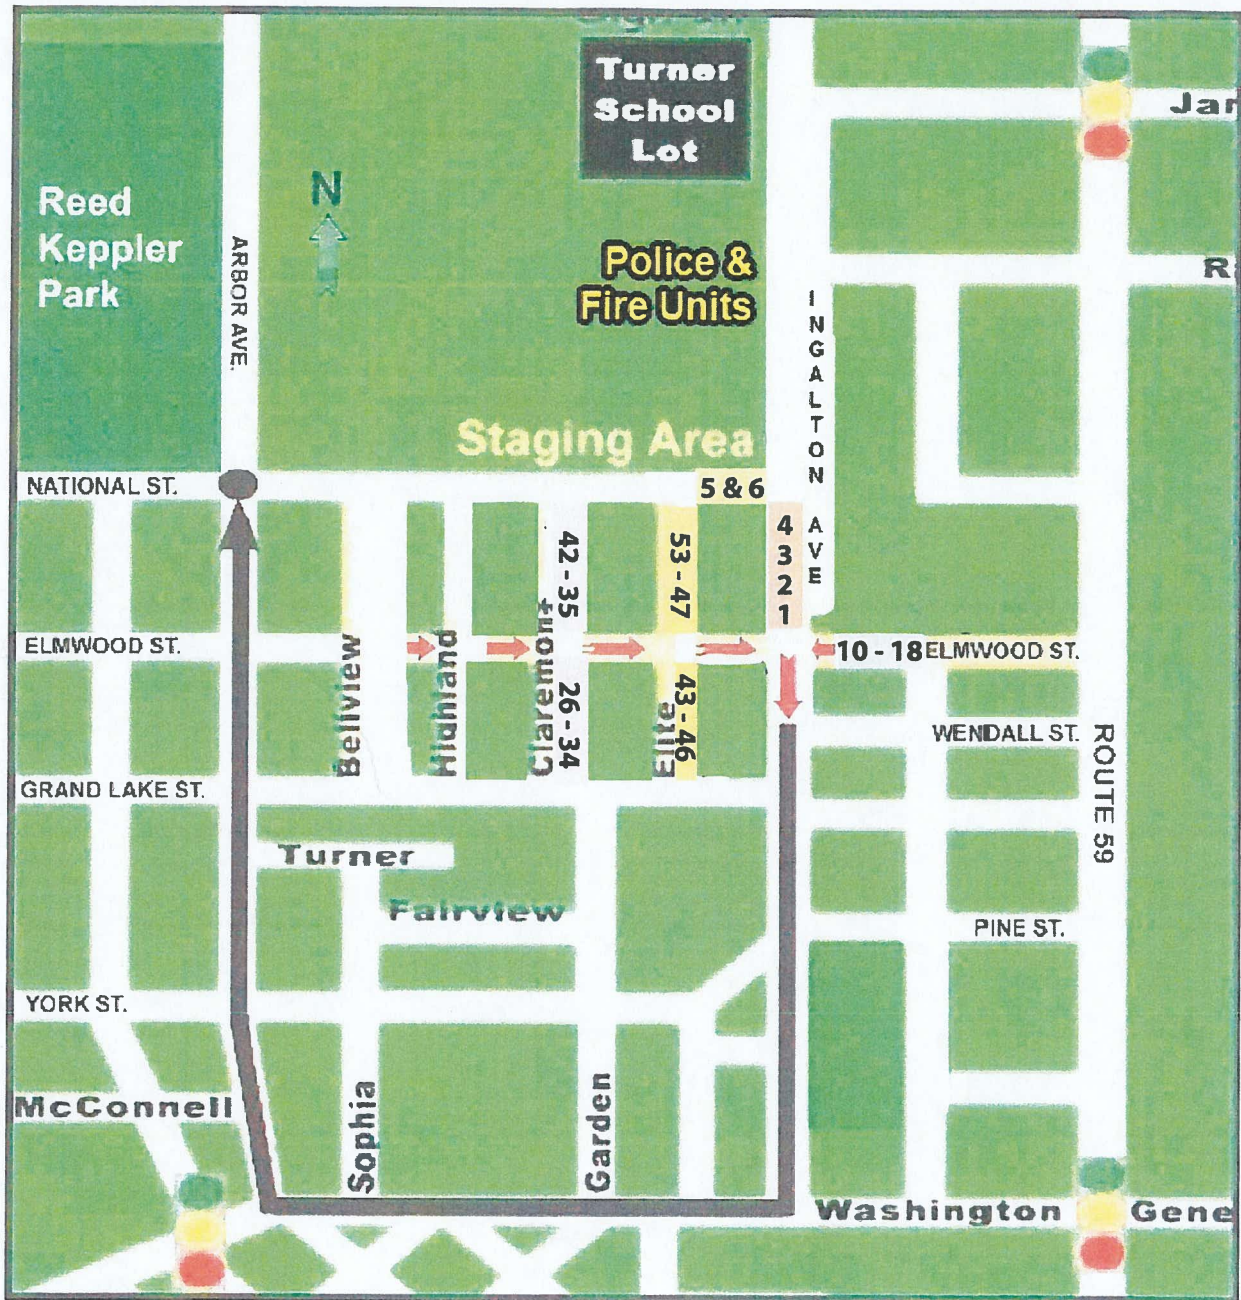 Turner
School
Lot
Jar
Reed
Keppler
Park
N
ARBOR AVE.
Police &
Fire Units
INGALTON AVE
Staging Area
NATIONAL ST.
5 & 6
4
3
2
1
42 - 35
53 - 47
ELMWOOD ST.
10 - 18 ELMWOOD ST.
Bellview
Highland
Claremont
26 - 34
Elite
43 - 46
WENDALL ST.
ROUTE 59
GRAND LAKE ST.
Turner
Fairview
PINE ST.
YORK ST.
McConnell
Sophia
Garden
Washington
Gene